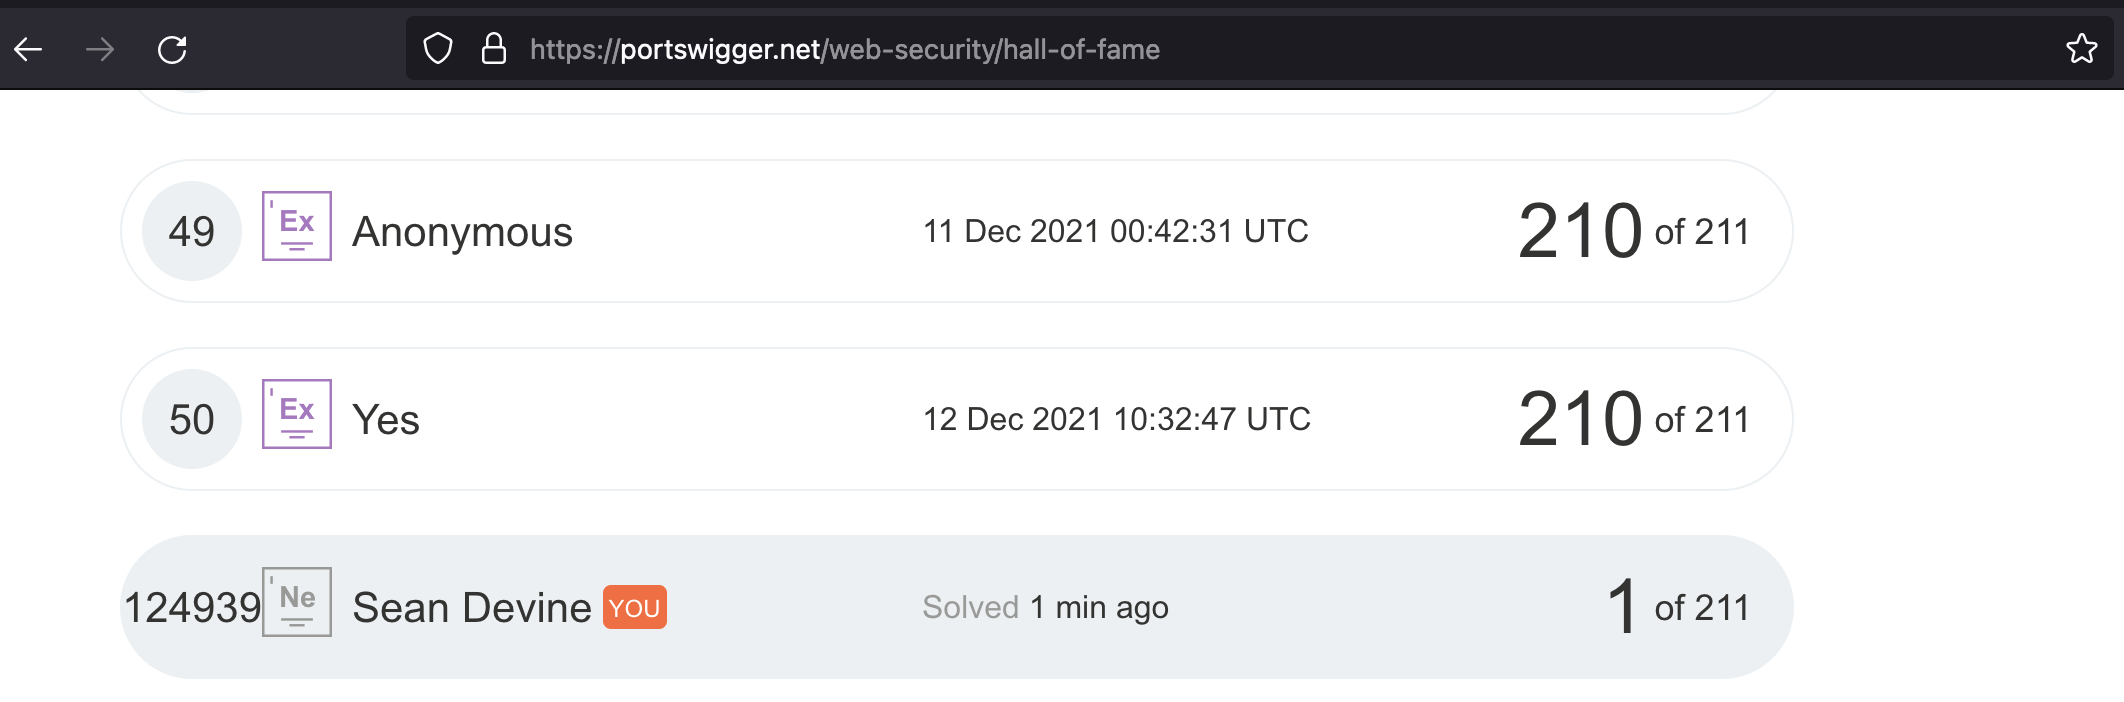 https://portswigger.net/web-security/hall-of-fame
49 Ex Anonymous 11 Dec 2021 00:42:31 UTC 210 of 211
50 Ex Yes 12 Dec 2021 10:32:47 UTC 210 of 211
124939 Ne Sean Devine YOU Solved 1 min ago 1 of 211